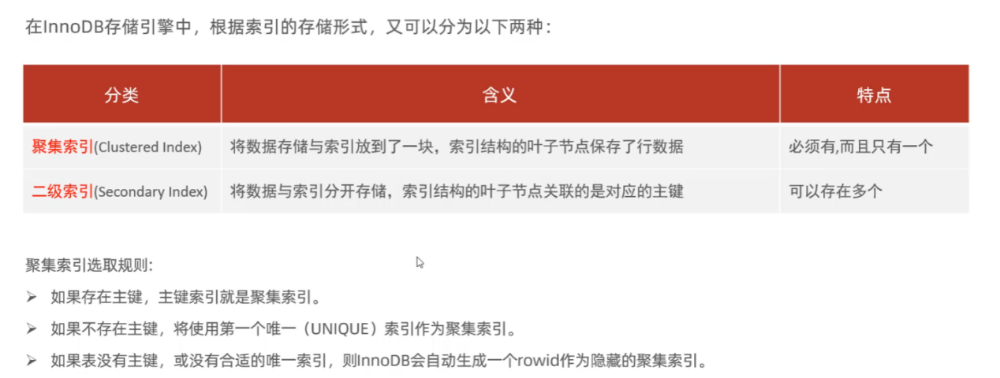 在InnoDB存储引擎中，根据索引的存储形式，又可以分为以下两种：
分类 含义 特点
聚集索引(Clustered Index) 将数据存储与索引放到了一块，索引结构的叶子节点保存了行数据 必须有,而且只有一个
二级索引(Secondary Index) 将数据与索引分开存储，索引结构的叶子节点关联的是对应的主键 可以存在多个
聚集索引选取规则:
➢ 如果存在主键，主键索引就是聚集索引。
➢ 如果不存在主键，将使用第一个唯一（UNIQUE）索引作为聚集索引。
➢ 如果表没有主键，或没有合适的唯一索引，则InnoDB会自动生成一个rowid作为隐藏的聚集索引。